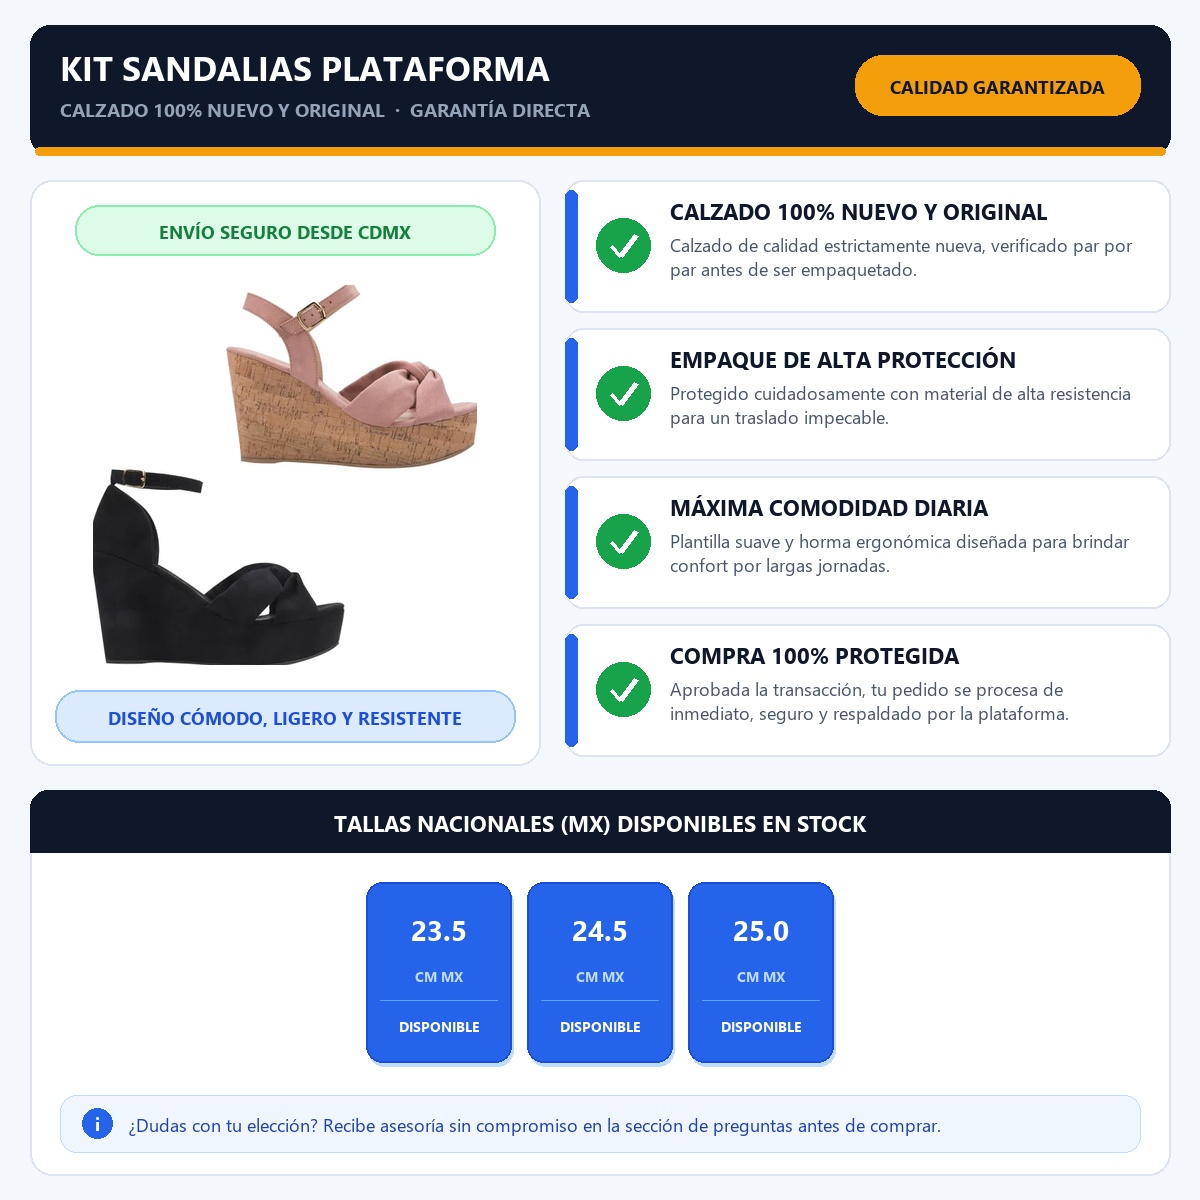 KIT SANDALIAS PLATAFORMA
CALZADO 100% NUEVO Y ORIGINAL · GARANTÍA DIRECTA
CALIDAD GARANTIZADA
ENVÍO SEGURO DESDE CDMX
DISEÑO CÓMODO, LIGERO Y RESISTENTE
CALZADO 100% NUEVO Y ORIGINAL
Calzado de calidad estrictamente nueva, verificado par por
par antes de ser empaquetado.
EMPAQUE DE ALTA PROTECCIÓN
Protegido cuidadosamente con material de alta resistencia
para un traslado impecable.
MÁXIMA COMODIDAD DIARIA
Plantilla suave y horma ergonómica diseñada para brindar
confort por largas jornadas.
COMPRA 100% PROTEGIDA
Aprobada la transacción, tu pedido se procesa de
inmediato, seguro y respaldado por la plataforma.
TALLAS NACIONALES (MX) DISPONIBLES EN STOCK
23.5
CM MX
DISPONIBLE
24.5
CM MX
DISPONIBLE
25.0
CM MX
DISPONIBLE
¿Dudas con tu elección? Recibe asesoría sin compromiso en la sección de preguntas antes de comprar.